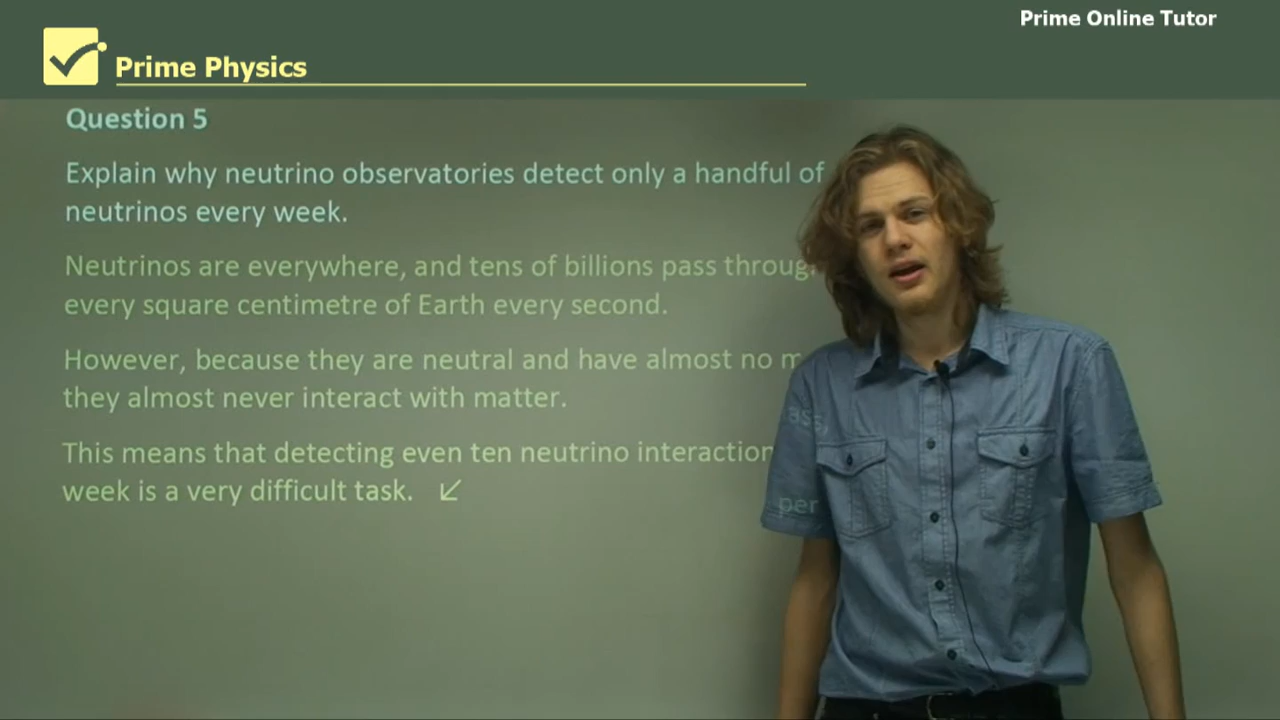 Prime Online Tutor
Prime Physics
Question 5
Explain why neutrino observatories detect only a handful of
neutrinos every week.
Neutrinos are everywhere, and tens of billions pass through
every square centimetre of Earth every second.
However, because they are neutral and have almost no mass,
they almost never interact with matter.
This means that detecting even ten neutrino interaction per
week is a very difficult task.